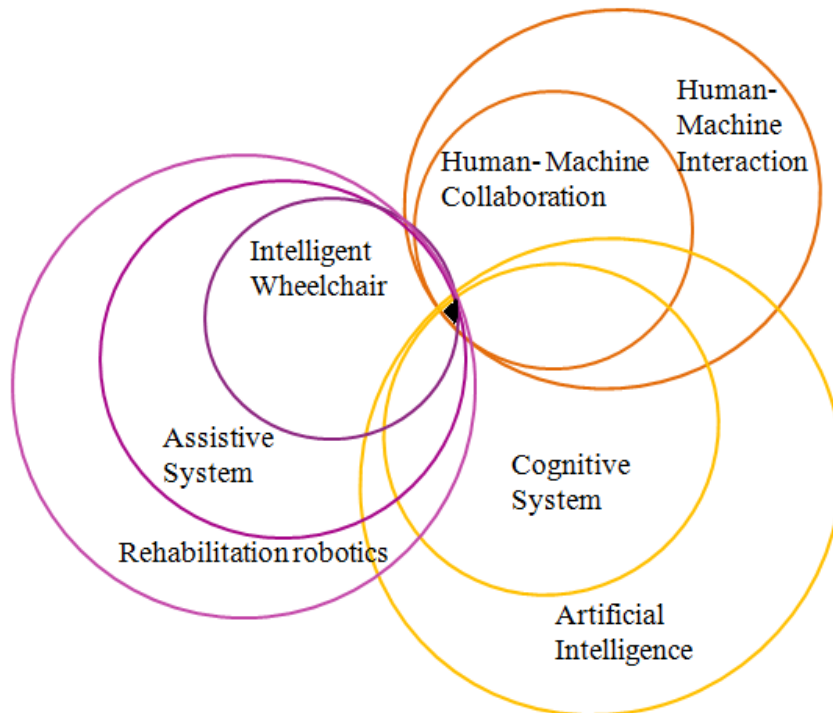 Human-
Machine
Interaction
Human- Machine
Collaboration
Intelligent
Wheelchair
Assistive
System
Cognitive
System
Rehabilitation robotics
Artificial
Intelligence